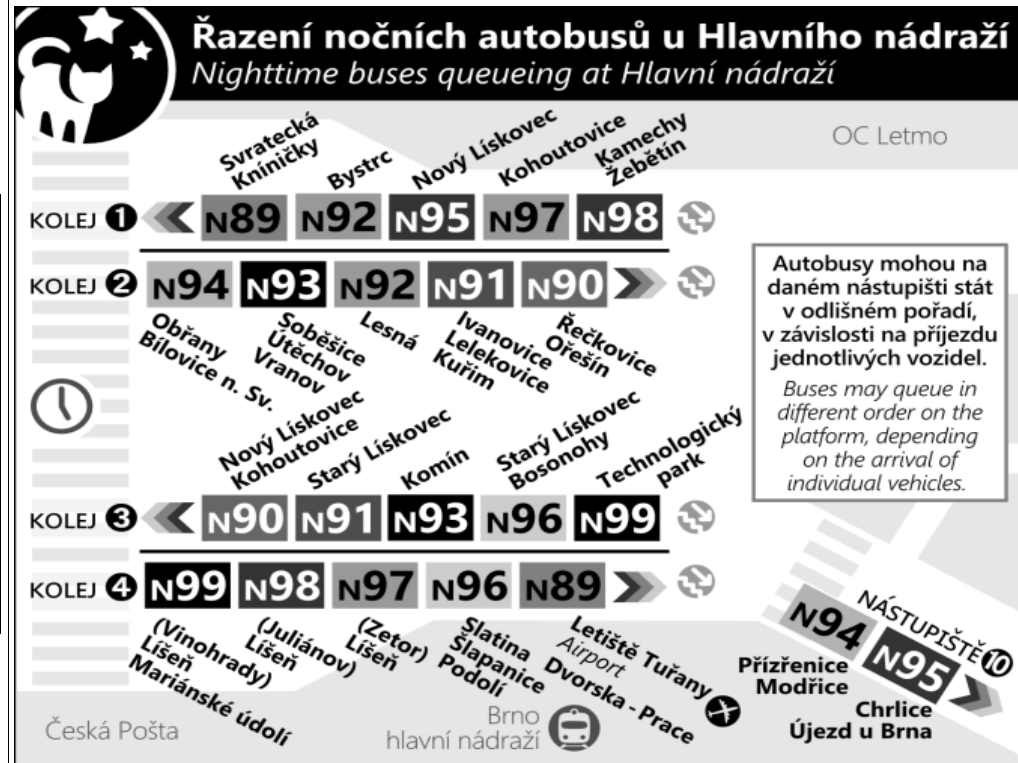 Řazení nočních autobusů u Hlavního nádraží
Nighttime buses queueing at Hlavní nádraží
OC Letmo
Svratecká
Kníničky
Bystrc
Nový Lískovec
Kohoutovice
Kamechy
Žebětín
KOLEJ 1 N89 N92 N95 N97 N98
KOLEJ 2 N94 N93 N92 N91 N90
Obřany
Bílovice n. Sv.
Soběšice
Útěchov
Vranov
Lesná
Ivanovice
Lelekovice
Kuřim
Řečkovice
Ořešín
Autobusy mohou na
daném nástupišti stát
v odlišném pořadí,
v závislosti na příjezdu
jednotlivých vozidel.
Buses may queue in
different order on the
platform, depending
on the arrival of
individual vehicles.
Nový Lískovec
Kohoutovice
Starý Lískovec
Komín
Starý Lískovec
Bosonohy
Technologický
park
KOLEJ 3 N90 N91 N93 N96 N99
KOLEJ 4 N99 N98 N97 N96 N89
(Vinohrady)
Líšeň
Mariánské údolí
(Juliánov)
Líšeň
(Zetor)
Líšeň
Slatina
Šlapanice
Podolí
Letiště Tuřany
Airport
Dvorska - Prace
NÁSTUPIŠTĚ 10
N94 N95
Přízřenice
Modřice
Chrlice
Újezd u Brna
Česká Pošta
Brno
hlavní nádraží